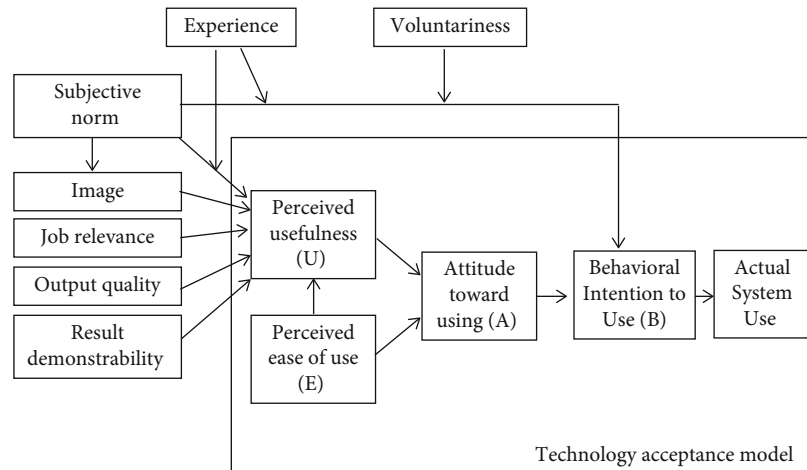 Experience
Voluntariness
Subjective
norm
Image
Job relevance
Output quality
Result
demonstrability
Perceived
usefulness
(U)
Perceived
ease of use
(E)
Attitude
toward
using (A)
Behavioral
Intention to
Use (B)
Actual
System
Use
Technology acceptance model